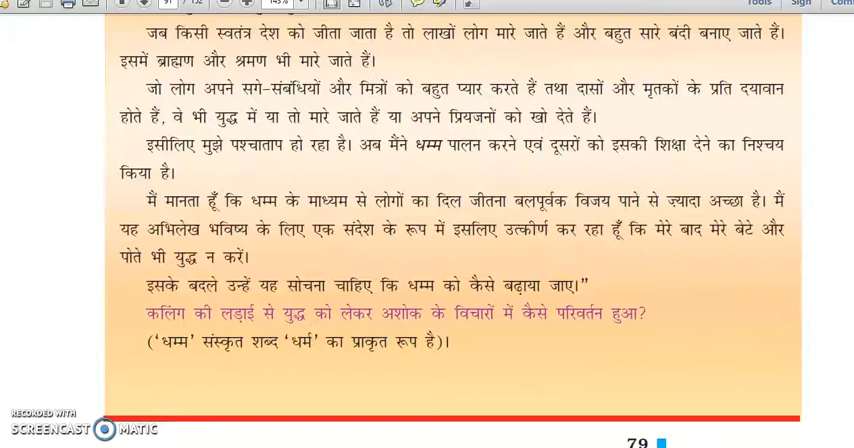 91 / 132
145%
Tools
Sign
जब किसी स्वतंत्र देश को जीता जाता है तो लाखों लोग मारे जाते हैं और बहुत सारे बंदी बनाए जाते हैं।
इसमें ब्राह्मण और श्रमण भी मारे जाते हैं।
जो लोग अपने सगे-संबंधियों और मित्रों को बहुत प्यार करते हैं तथा दासों और मृतकों के प्रति दयावान
होते हैं, वे भी युद्ध में या तो मारे जाते हैं या अपने प्रियजनों को खो देते हैं।
इसीलिए मुझे पश्चाताप हो रहा है। अब मैंने धम्म पालन करने एवं दूसरों को इसकी शिक्षा देने का निश्चय
किया है।
मैं मानता हूँ कि धम्म के माध्यम से लोगों का दिल जीतना बलपूर्वक विजय पाने से ज़्यादा अच्छा है। मैं
यह अभिलेख भविष्य के लिए एक संदेश के रूप में इसलिए उत्कीर्ण कर रहा हूँ कि मेरे बाद मेरे बेटे और
पोते भी युद्ध न करें।
इसके बदले उन्हें यह सोचना चाहिए कि धम्म को कैसे बढ़ाया जाए।”
कलिंग की लड़ाई से युद्ध को लेकर अशोक के विचारों में कैसे परिवर्तन हुआ?
(‘धम्म’ संस्कृत शब्द ‘धर्म’ का प्राकृत रूप है)।
RECORDED WITH
SCREENCAST MATIC
79